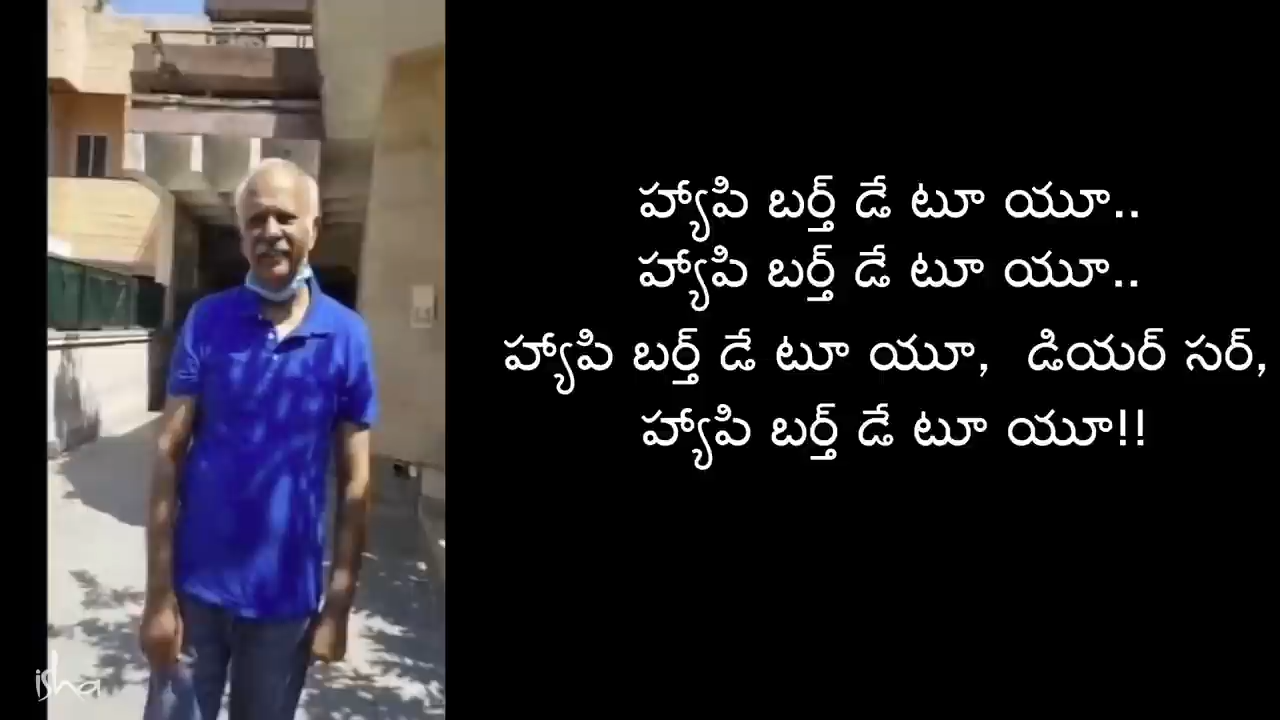 హ్యాపి బర్త్ డే టూ యూ..
హ్యాపి బర్త్ డే టూ యూ..
హ్యాపి బర్త్ డే టూ యూ,  డియర్ సర్,
హ్యాపి బర్త్ డే టూ యూ!!
isha